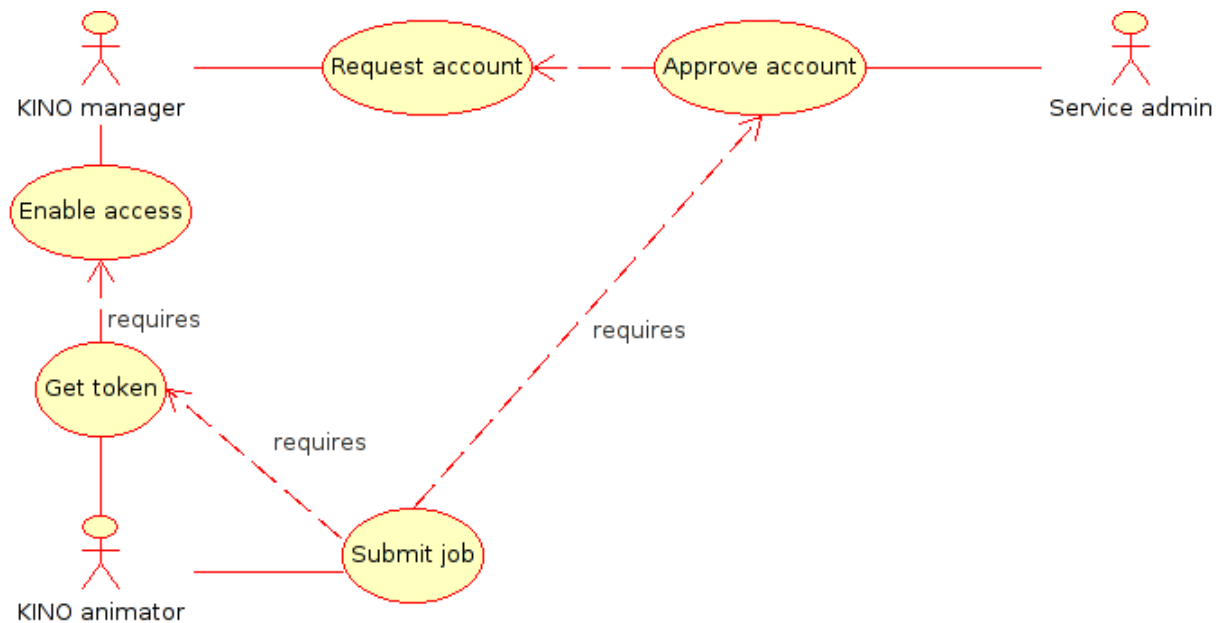 Request account
Approve account
KINO manager
Service admin
Enable access
requires
requires
Get token
requires
Submit job
KINO animator